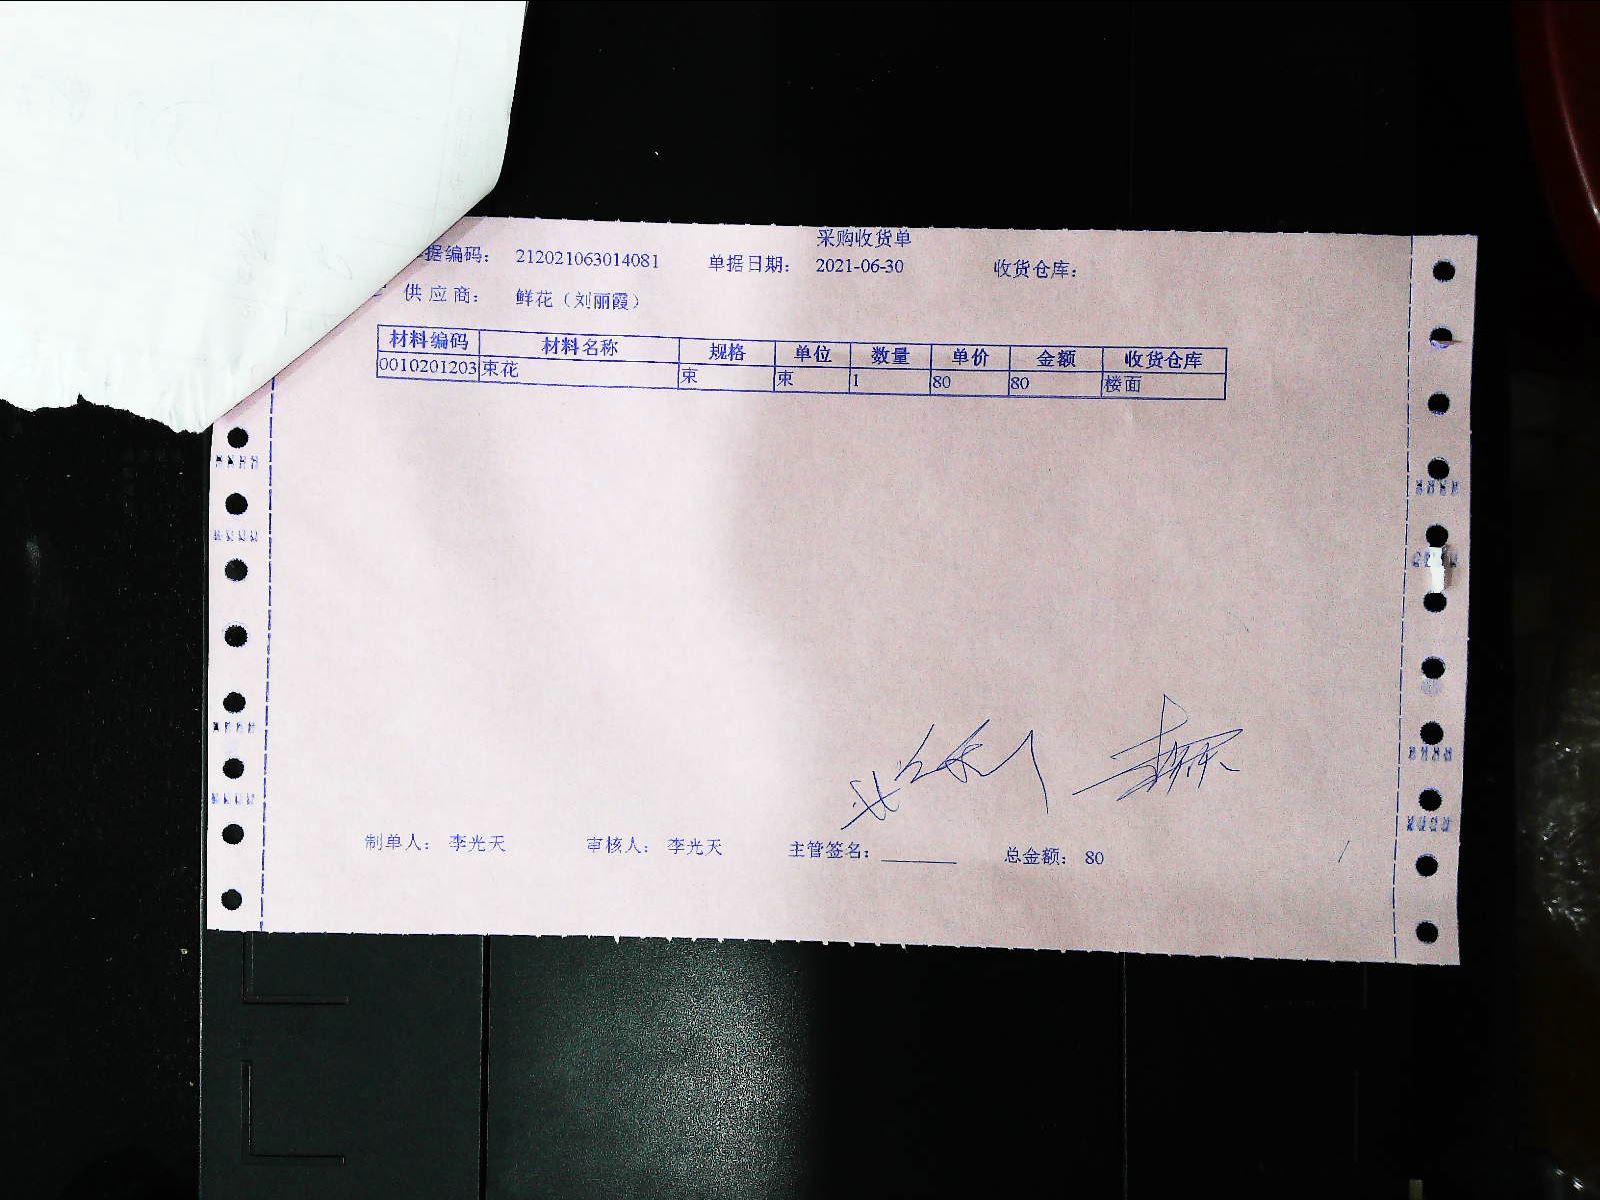 采购收货单
据编码： 212021063014081 单据日期： 2021-06-30 收货仓库：
供应商： 鲜花（刘丽霞）
材料编码 材料名称 规格 单位 数量 单价 金额 收货仓库
0010201203 束花 束 束 1 80 80 楼面
制单人： 李光天 审核人： 李光天 主管签名： 总金额： 80